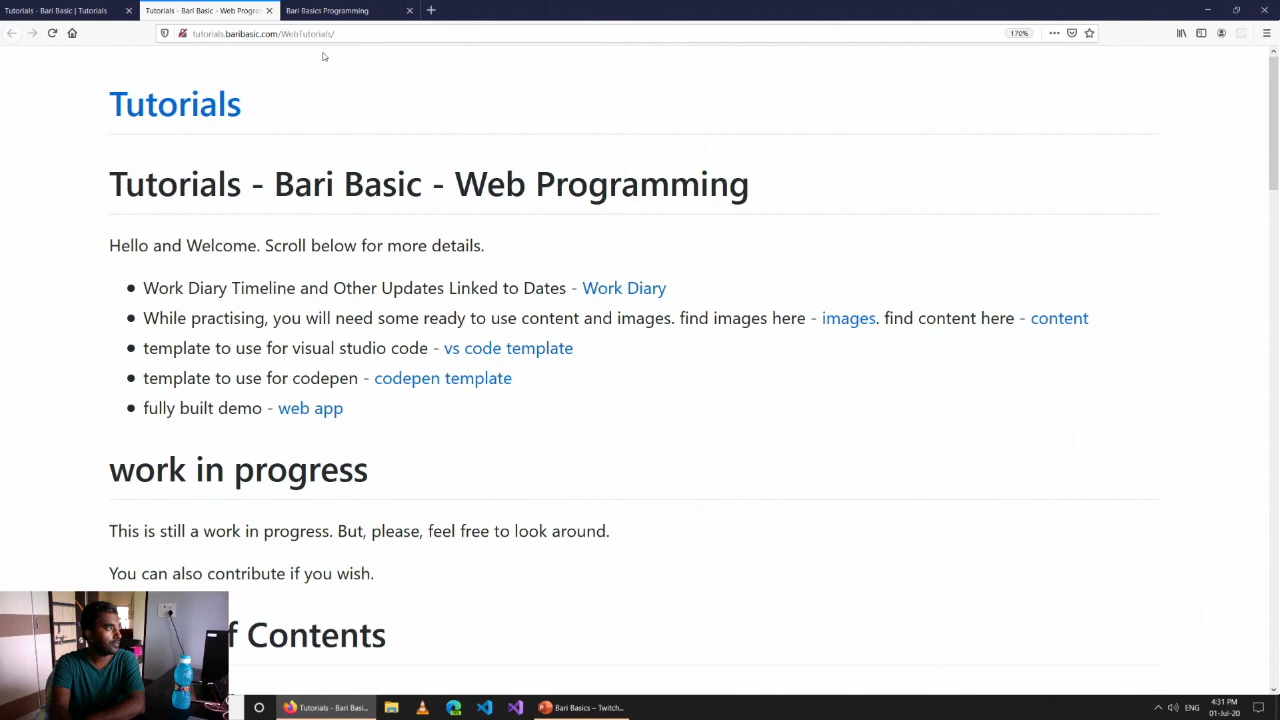 Tutorials - Bari Basic | Tutorials
Tutorials - Bari Basic - Web Progra
Bari Basics Programming
tutorials.baribasic.com/WebTutorials/
170%
Tutorials
Tutorials - Bari Basic - Web Programming
Hello and Welcome. Scroll below for more details.
Work Diary Timeline and Other Updates Linked to Dates - Work Diary
While practising, you will need some ready to use content and images. find images here - images. find content here - content
template to use for visual studio code - vs code template
template to use for codepen - codepen template
fully built demo - web app
work in progress
This is still a work in progress. But, please, feel free to look around.
You can also contribute if you wish.
f Contents
Tutorials - Bari Basi...
Bari Basics – Twitch...
ENG
4:31 PM
01-Jul-20